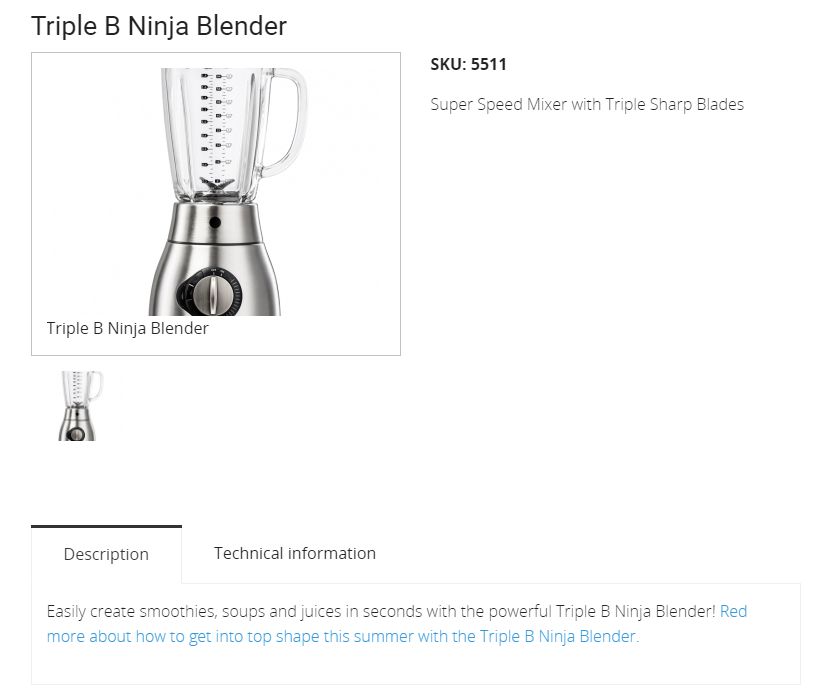 Triple B Ninja Blender
SKU: 5511
Super Speed Mixer with Triple Sharp Blades
Triple B Ninja Blender
Description
Technical information
Easily create smoothies, soups and juices in seconds with the powerful Triple B Ninja Blender! Red
more about how to get into top shape this summer with the Triple B Ninja Blender.